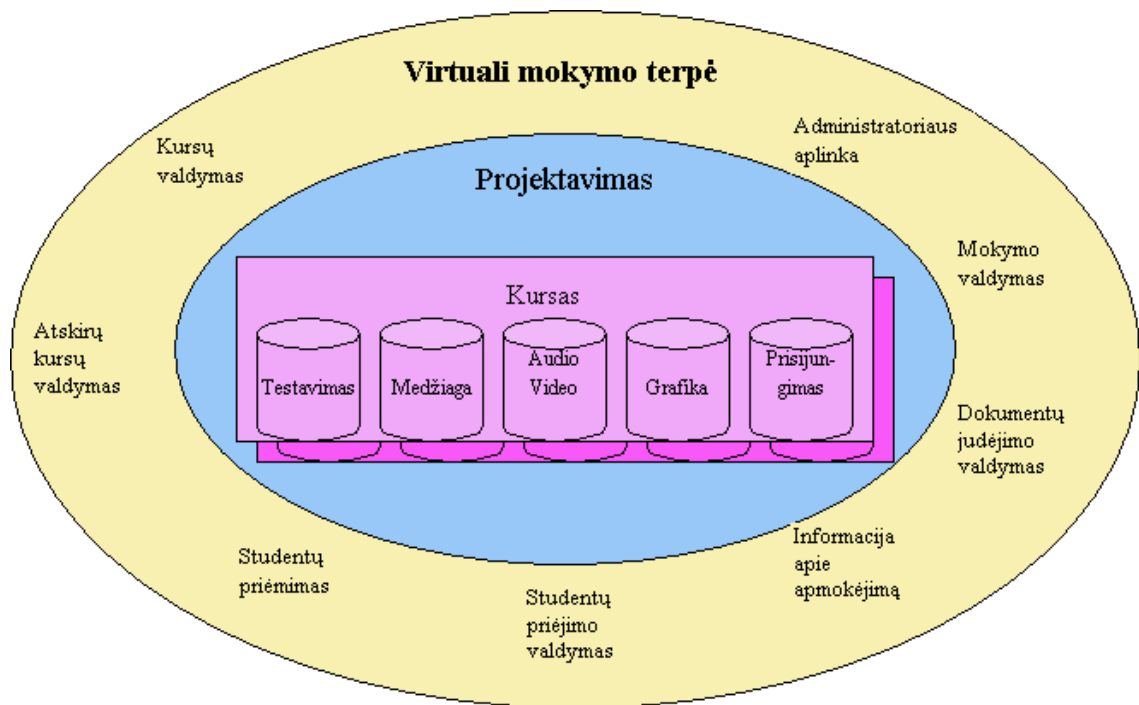 Virtuali mokymo terpė
Kursų
valdymas
Administratoriaus
aplinka
Projektavimas
Mokymo
valdymas
Kursas
Atskirų
kursų
valdymas
Testavimas
Medžiaga
Audio
Video
Grafika
Prisijun-
gimas
Dokumentų
judėjimo
valdymas
Studentų
priėmimas
Studentų
priėjimo
valdymas
Informacija
apie
apmokėjimą